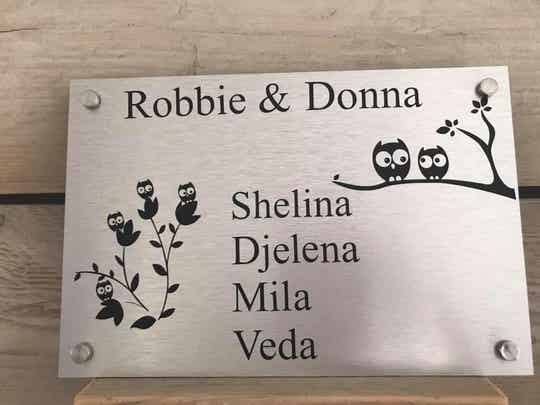 Robbie & Donna
Shelina
Djelena
Mila
Veda